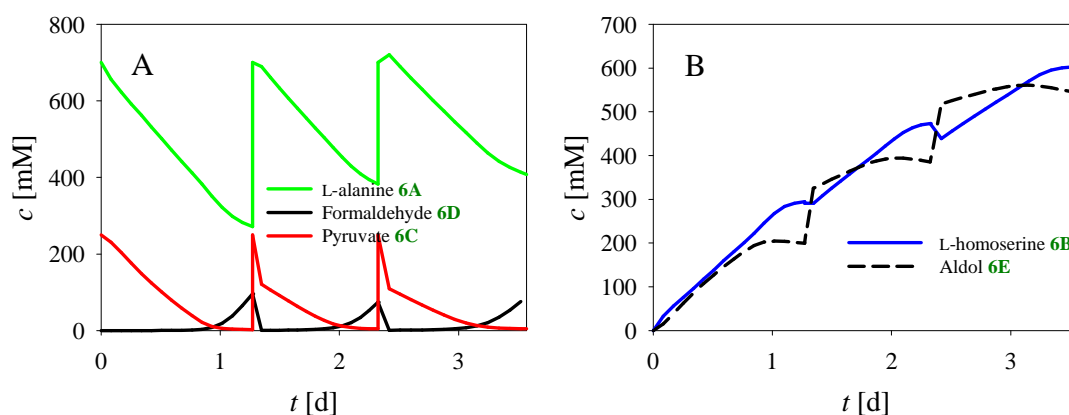 A
c [mM]
800
600
400
200
0
L-alanine 6A
Formaldehyde 6D
Pyruvate 6C
0 1 2 3
t [d]
B
c [mM]
700
600
500
400
300
200
100
0
L-homoserine 6B
Aldol 6E
0 1 2 3
t [d]